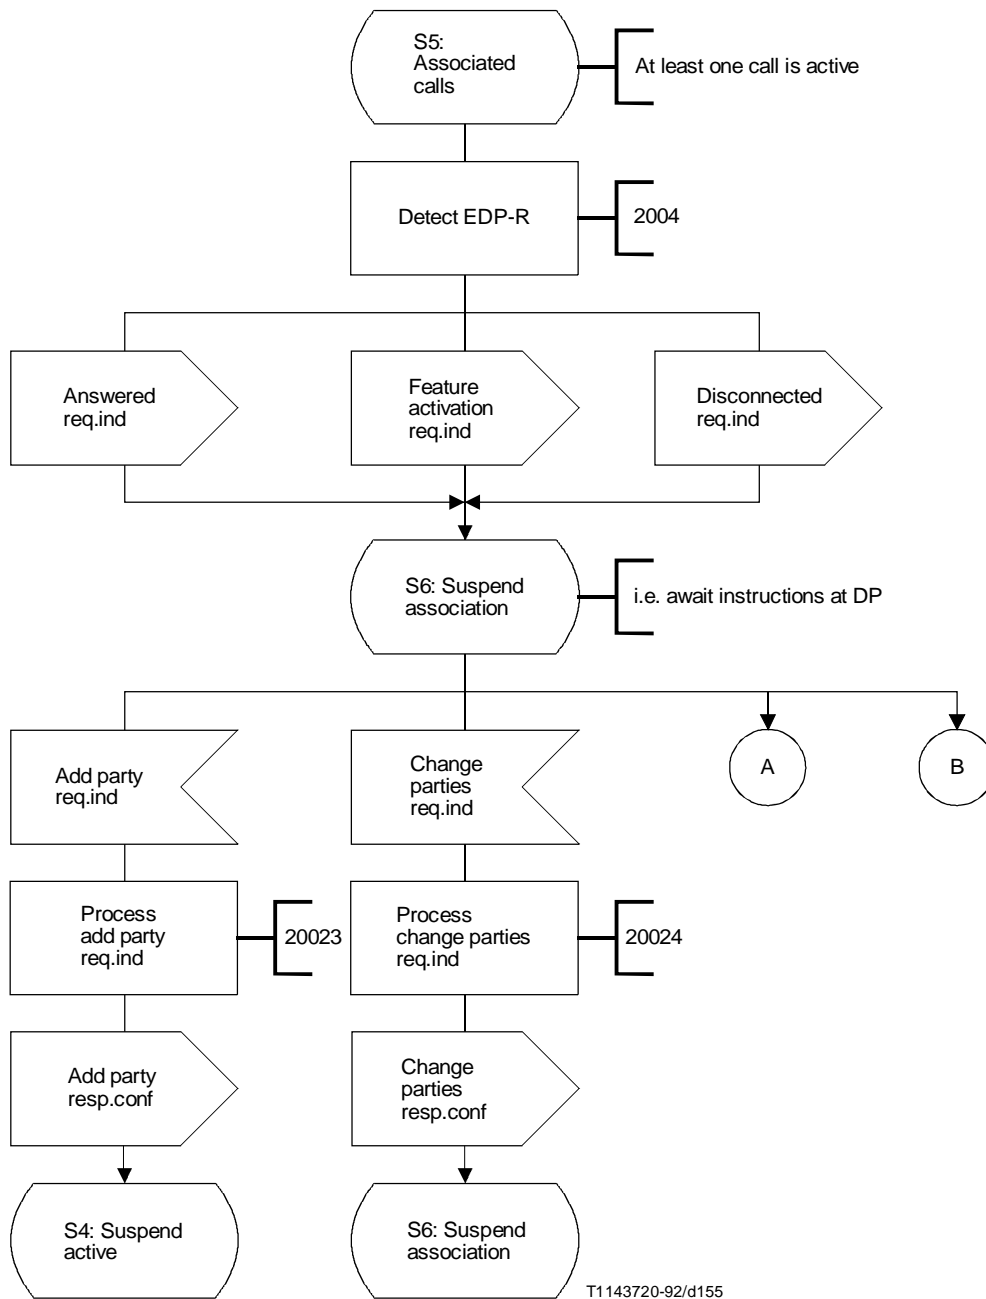 S5:
Associated
calls
At least one call is active
Detect EDP-R
2004
Answered
req.ind
Feature
activation
req.ind
Disconnected
req.ind
S6: Suspend
association
i.e. await instructions at DP
Add party
req.ind
Change
parties
req.ind
A
B
Process
add party
req.ind
20023
Process
change parties
req.ind
20024
Add party
resp.conf
Change
parties
resp.conf
S4: Suspend
active
S6: Suspend
association
T1143720-92/d155